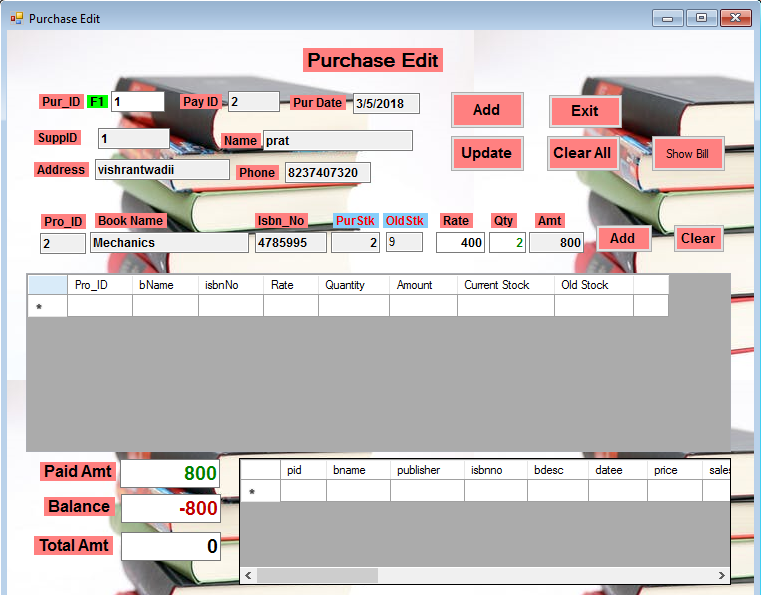 Purchase Edit
Purchase Edit
Pur_ID F1 1 Pay ID 2 Pur Date 3/5/2018 Add Exit
SuppID 1 Name prat Update Clear All Show Bill
Address vishrantwadii Phone 8237407320
Pro_ID Book Name Isbn_No PurStk OldStk Rate Qty Amt
2 Mechanics 4785995 2 9 400 2 800 Add Clear
Pro_ID bName isbnNo Rate Quantity Amount Current Stock Old Stock
*
Paid Amt 800
Balance -800
Total Amt 0
pid bname publisher isbnno bdesc datee price sales
*